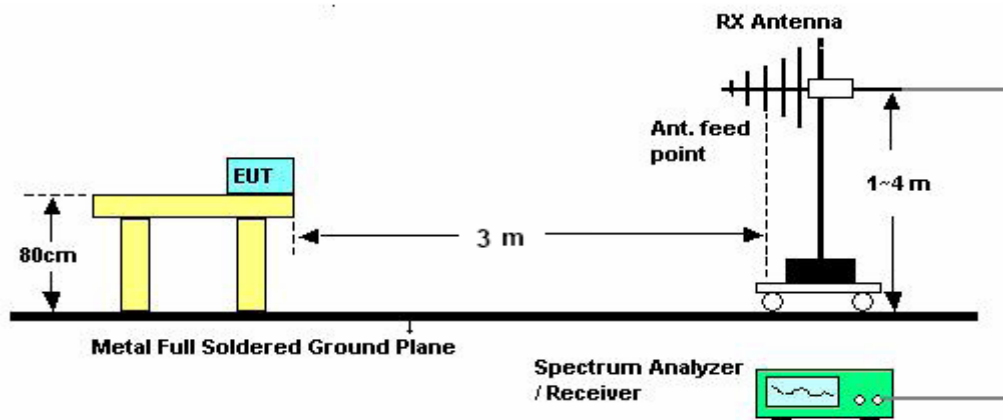 RX Antenna
Ant. feed
point
EUT
1~4 m
3 m
80cm
Metal Full Soldered Ground Plane
Spectrum Analyzer
/ Receiver